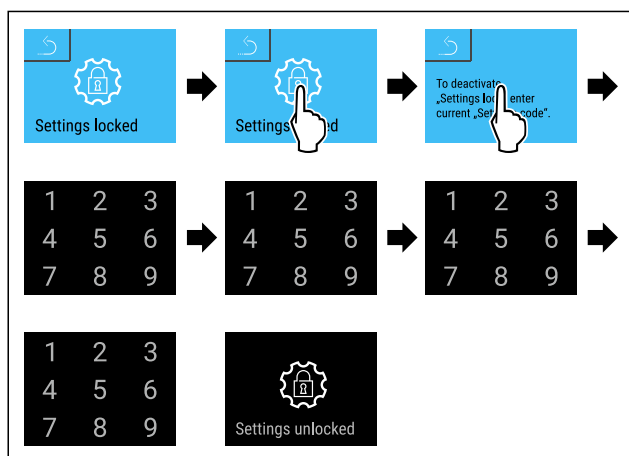 Settings locked
Settings
To deactivate
„Settings enter
current code“.
1 2 3
4 5 6
7 8 9
1 2 3
4 5 6
7 8 9
1 2 3
4 5 6
7 8 9
1 2 3
4 5 6
7 8 9
Settings unlocked